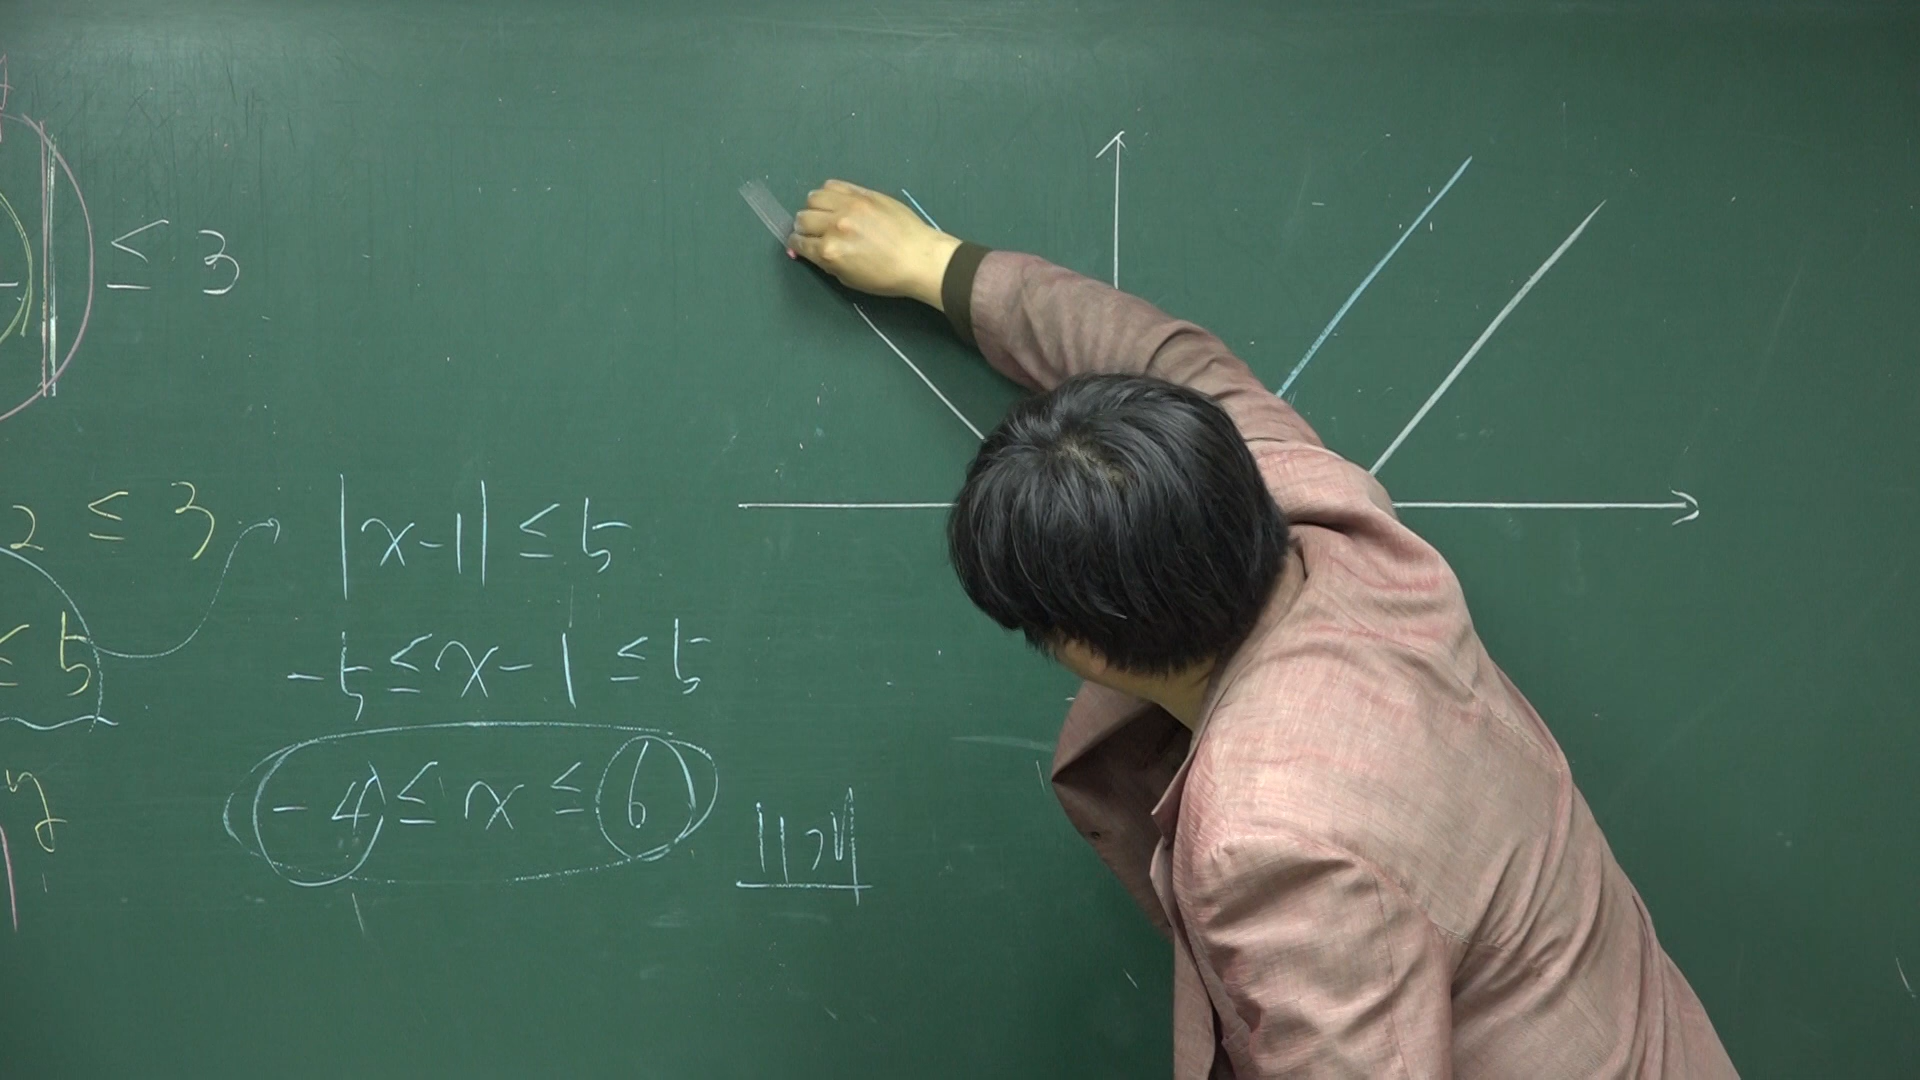 ≤ 3
2 ≤ 3
|x-1| ≤ 5
≤ 5
-5 ≤ x-1 ≤ 5
-4 ≤ x ≤ 6
11개